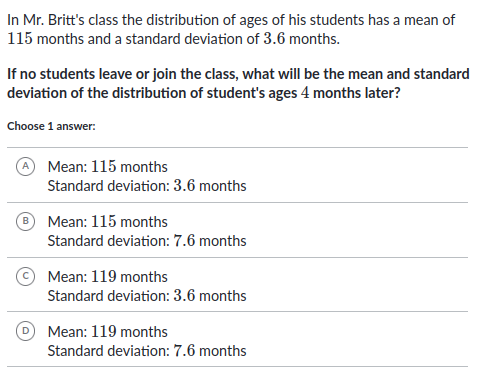 In Mr. Britt's class the distribution of ages of his students has a mean of
115 months and a standard deviation of 3.6 months.
If no students leave or join the class, what will be the mean and standard
deviation of the distribution of student's ages 4 months later?
Choose 1 answer:
A Mean: 115 months
Standard deviation: 3.6 months
B Mean: 115 months
Standard deviation: 7.6 months
C Mean: 119 months
Standard deviation: 3.6 months
D Mean: 119 months
Standard deviation: 7.6 months